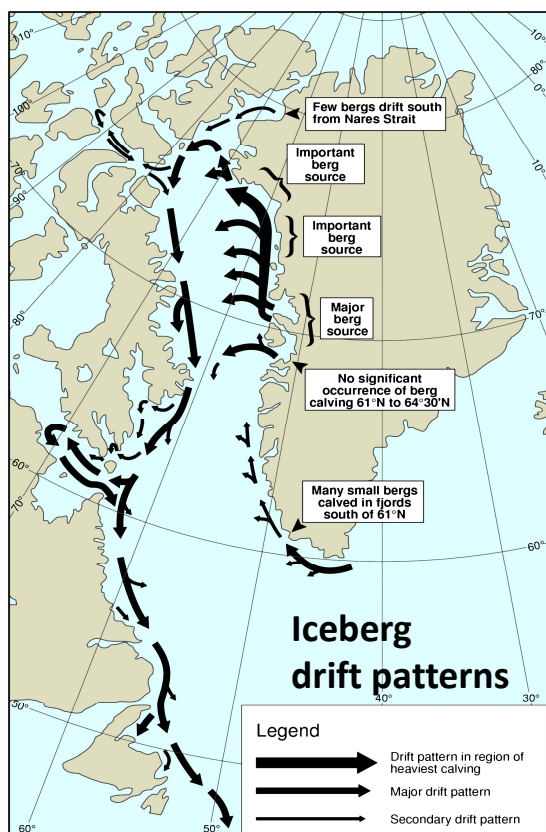 110°
10°
0°
100°
Few bergs drift south
from Nares Strait
Important
berg
source
70°
90°
Important
berg
source
Major
berg
source
80°
70°
No significant
occurrence of berg
calving 61°N to 64°30'N
60°
70°
Many small bergs
calved in fjords
south of 61°N
60°
Iceberg
drift patterns
50°
40°
30°
Legend
Drift pattern in region of
heaviest calving
Major drift pattern
Secondary drift pattern
60°
50°